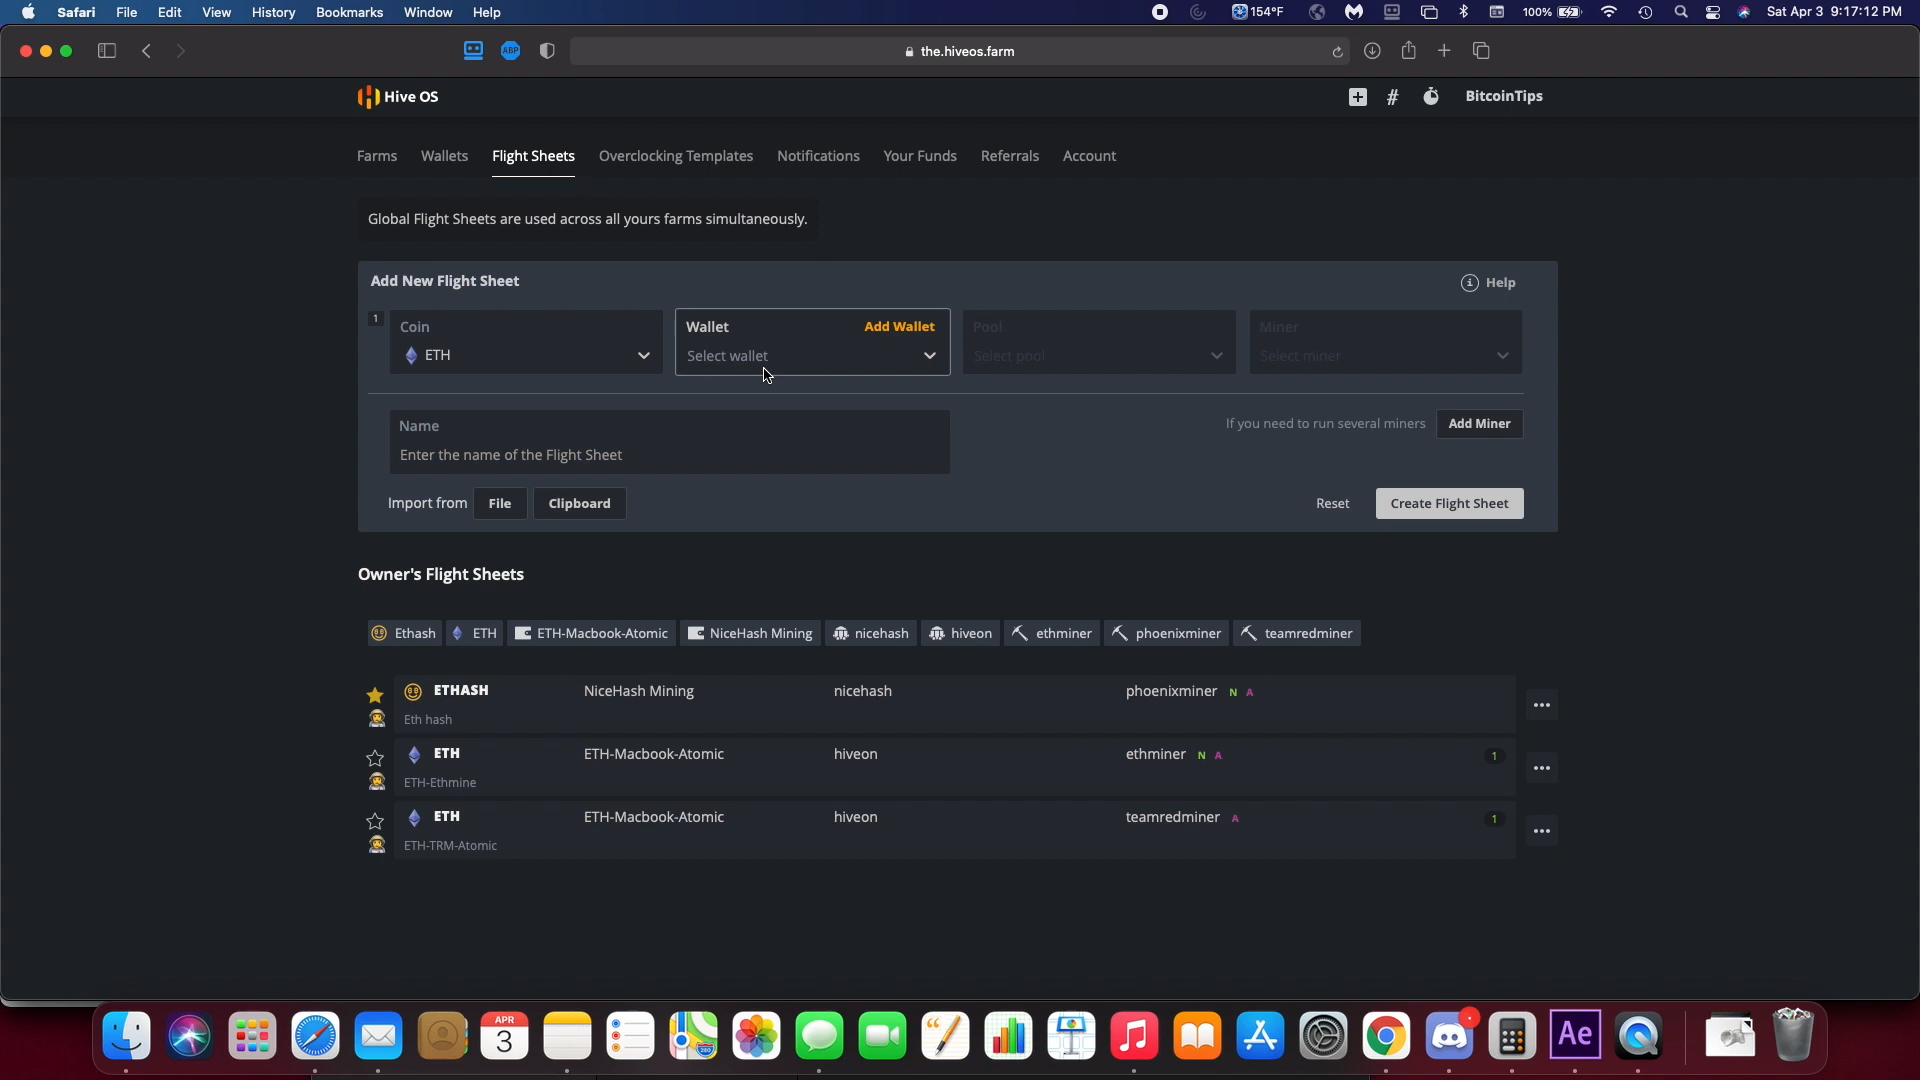 Safari File Edit View History Bookmarks Window Help 154°F 100% Sat Apr 3 9:17:12 PM
ABP the.hiveos.farm
Hive OS # BitcoinTips
Farms Wallets Flight Sheets Overclocking Templates Notifications Your Funds Referrals Account
Global Flight Sheets are used across all yours farms simultaneously.
Add New Flight Sheet Help
1 Coin Wallet Add Wallet Pool Miner
ETH Select wallet Select pool Select miner
Name If you need to run several miners Add Miner
Enter the name of the Flight Sheet
Import from File Clipboard Reset Create Flight Sheet
Owner's Flight Sheets
Ethash ETH ETH-Macbook-Atomic NiceHash Mining nicehash hiveon ethminer phoenixminer teamredminer
ETHASH NiceHash Mining nicehash phoenixminer N A
Eth hash
ETH ETH-Macbook-Atomic hiveon ethminer N A 1
ETH-Ethmine
ETH ETH-Macbook-Atomic hiveon teamredminer A 1
ETH-TRM-Atomic
APR
3
280
Ae